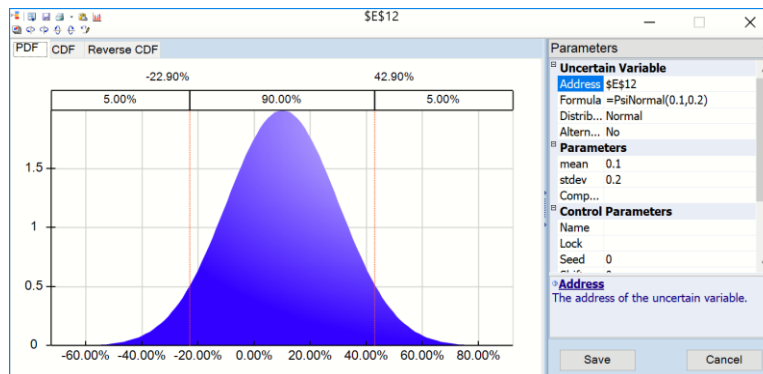 $E$12
PDF CDF Reverse CDF
-22.90% 42.90%
5.00% 90.00% 5.00%
1.5
1
0.5
0
-60.00% -40.00% -20.00% 0.00% 20.00% 40.00% 60.00% 80.00%
Parameters
Uncertain Variable
Address $E$12
Formula =PsiNormal(0.1,0.2)
Distrib... Normal
Altern... No
Parameters
mean 0.1
stdev 0.2
Comp...
Control Parameters
Name
Lock
Seed 0
Address
The address of the uncertain variable.
Save Cancel